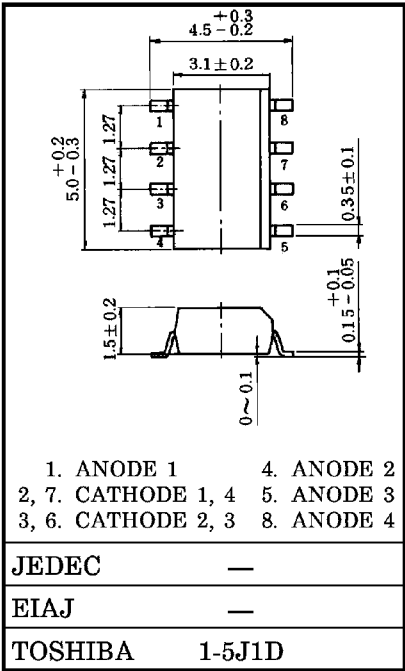 +0.3
4.5 − 0.2
3.1 ± 0.2
1
8
2
7
3
6
4
5
1.27
1.27
1.27
+0.2
5.0 − 0.3
0.35 ± 0.1
+0.1
0.15 − 0.05
1.5 ± 0.2
0 ~ 0.1
1. ANODE 1 4. ANODE 2
2, 7. CATHODE 1, 4 5. ANODE 3
3, 6. CATHODE 2, 3 8. ANODE 4
JEDEC —
EIAJ —
TOSHIBA 1-5J1D